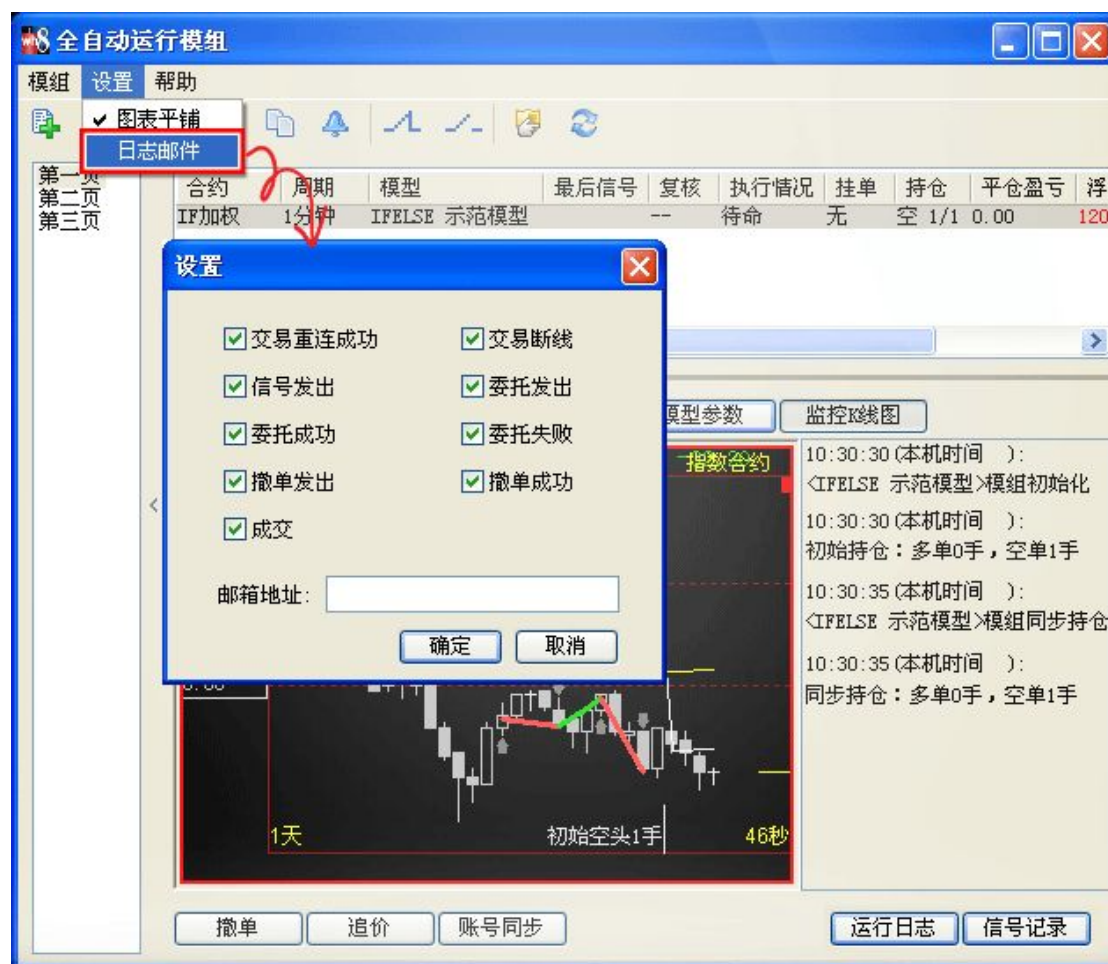 全自动运行模组
模组 设置 帮助
✓ 图表平铺
日志邮件
第一页
第二页
第三页
合约 周期 模型 最后信号 复核 执行情况 挂单 持仓 平仓盈亏 浮
IF加权 1分钟 IFELSE 示范模型 -- 待命 无 空 1/1 0.00 120
设置
交易重连成功 交易断线
信号发出 委托发出
委托成功 委托失败
撤单发出 撤单成功
成交
邮箱地址:
确定 取消
模型参数 监控K线图
指数合约
10:30:30(本机时间 ):
<IFELSE 示范模型>模组初始化
10:30:30(本机时间 ):
初始持仓：多单0手，空单1手
10:30:35(本机时间 ):
<IFELSE 示范模型>模组同步持仓
10:30:35(本机时间 ):
同步持仓：多单0手，空单1手
1天 初始空头1手 46秒
撤单 追价 账号同步 运行日志 信号记录